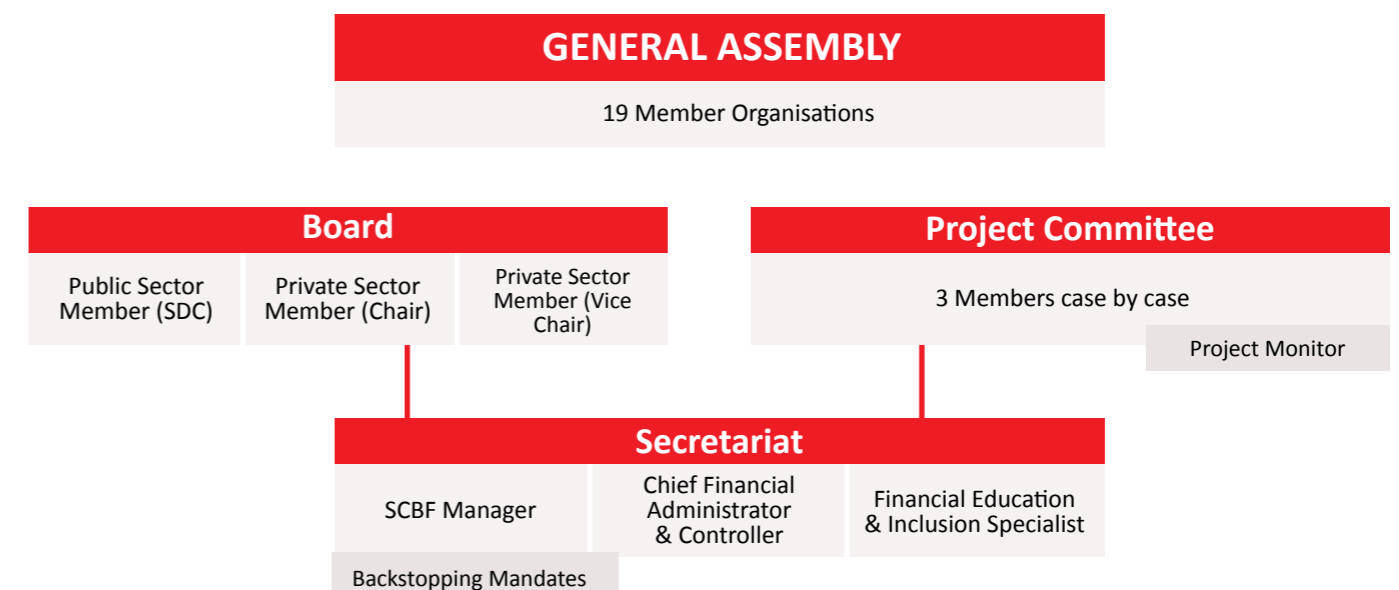 GENERAL ASSEMBLY
19 Member Organisations
Board
Public Sector
Member (SDC)
Private Sector
Member (Chair)
Private Sector
Member (Vice
Chair)
Project Committee
3 Members case by case
Project Monitor
Secretariat
SCBF Manager
Chief Financial
Administrator
& Controller
Financial Education
& Inclusion Specialist
Backstopping Mandates